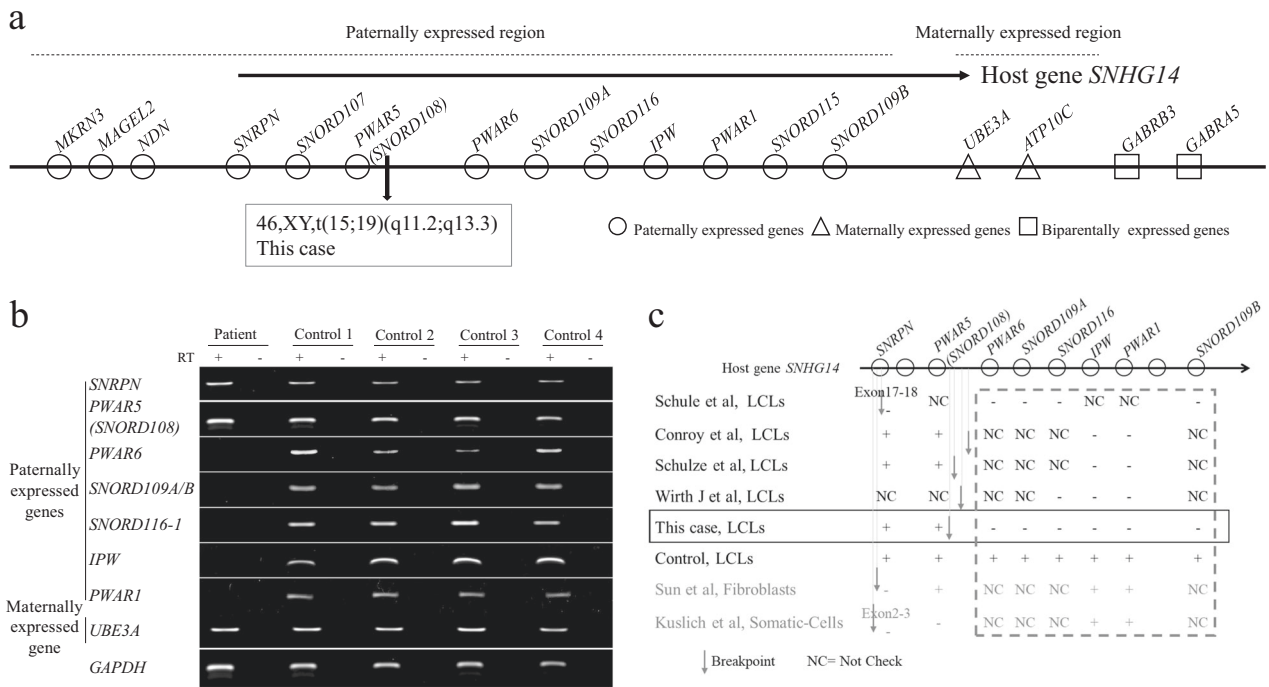 a
Paternally expressed region
Maternally expressed region
Host gene SNHG14
MKRN3
MAGEL2
NDN
SNRPN
SNORD107
PWAR5
(SNORD108)
PWAR6
SNORD109A
SNORD116
IPW
PWAR1
SNORD115
SNORD109B
UBE3A
ATP10C
GABRB3
GABRA5
46,XY,t(15;19)(q11.2;q13.3)
This case
Paternally expressed genes
Maternally expressed genes
Biparentally expressed genes
b
Patient Control 1 Control 2 Control 3 Control 4
RT + - + - + - + - + -
Paternally
expressed
genes
SNRPN
PWAR5
(SNORD108)
PWAR6
SNORD109A/B
SNORD116-1
IPW
PWAR1
Maternally
expressed
gene
UBE3A
GAPDH
c
SNRPN
PWAR5
(SNORD108)
PWAR6
SNORD109A
SNORD116
IPW
PWAR1
SNORD109B
Host gene SNHG14
Exon17-18
Schule et al, LCLs - NC - - - NC NC -
Conroy et al, LCLs + + NC NC NC - - NC
Schulze et al, LCLs + + NC NC NC - - NC
Wirth J et al, LCLs NC NC NC NC - - - NC
This case, LCLs + + - - - - - -
Control, LCLs + + + + + + + +
Sun et al, Fibroblasts - + NC NC NC + + NC
Exon2-3
Kuslich et al, Somatic-Cells - - NC NC NC + + NC
Breakpoint NC= Not Check